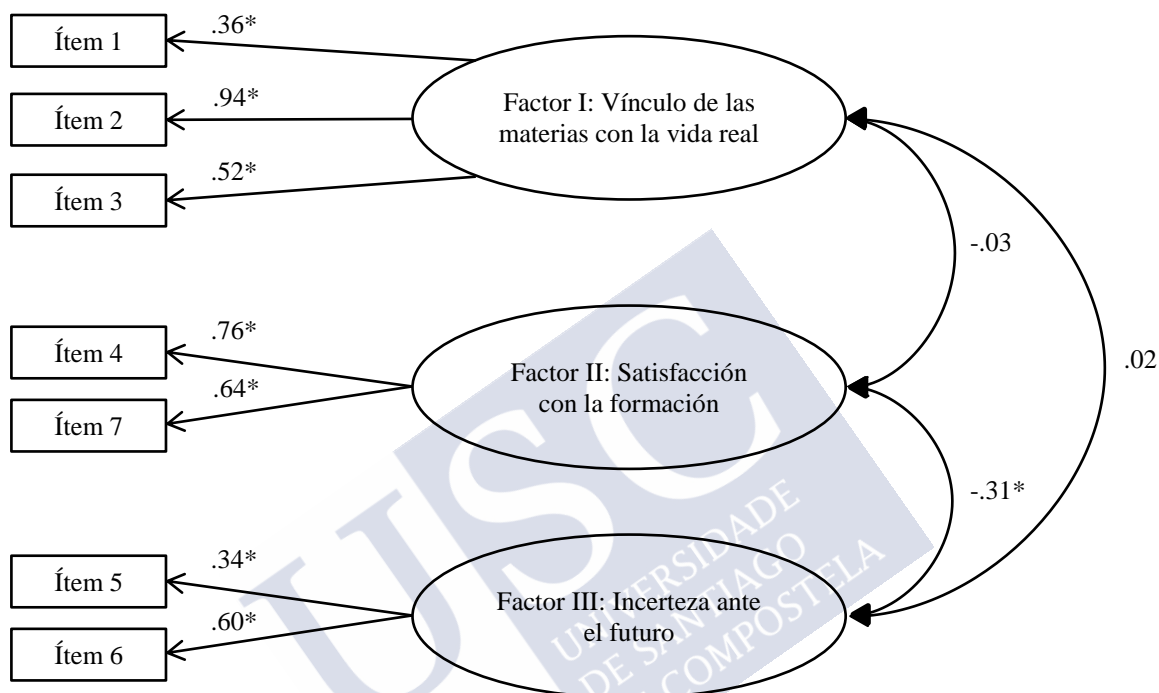 Ítem 1
.36*
Ítem 2
.94*
Ítem 3
.52*
Factor I: Vínculo de las
materias con la vida real
-.03
.02
Ítem 4
.76*
Ítem 7
.64*
Factor II: Satisfacción
con la formación
-.31*
Ítem 5
.34*
Ítem 6
.60*
Factor III: Incerteza ante
el futuro
USC
UNIVERSIDADE
DE SANTIAGO
DE COMPOSTELA